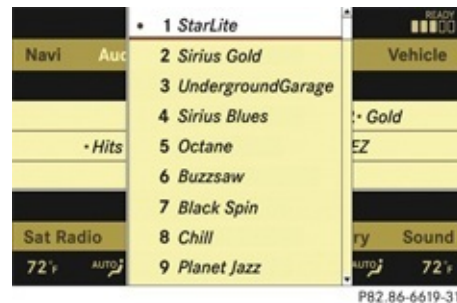 • 1 StarLite
READY
Navi Aud 2 Sirius Gold Vehicle
3 UndergroundGarage
4 Sirius Blues • Gold
• Hits 5 Octane EZ
6 Buzzsaw
7 Black Spin
Sat Radio 8 Chill ry Sound
72°F AUTO 9 Planet Jazz AUTO 72°F
P82.86-6619-31